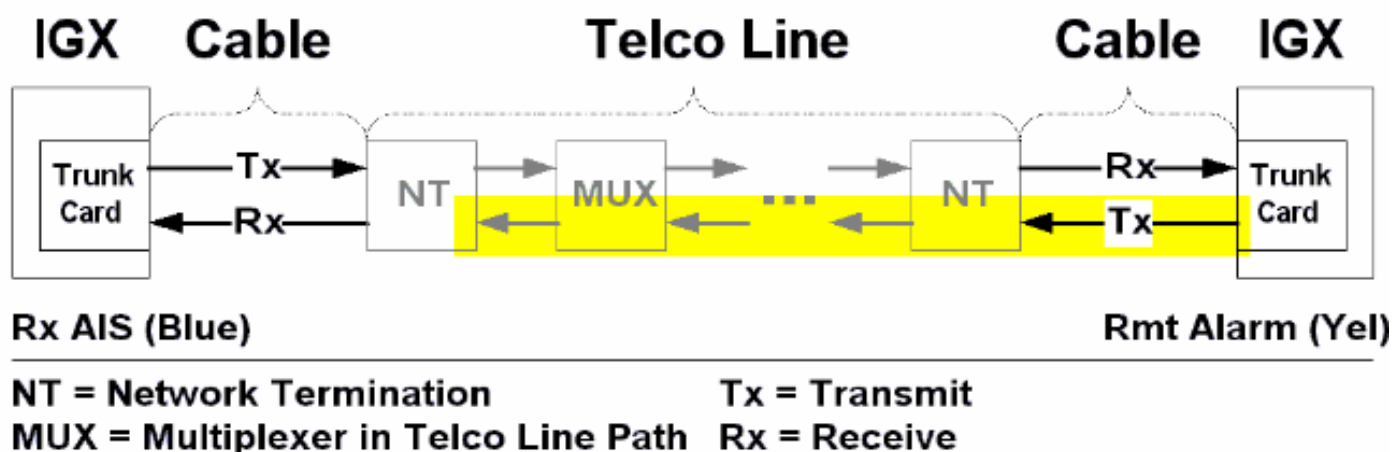 IGX Cable Telco Line Cable IGX
Trunk Card Tx NT MUX ... NT Rx Trunk Card
Rx Tx
Rx AIS (Blue) Rmt Alarm (Yel)
NT = Network Termination Tx = Transmit
MUX = Multiplexer in Telco Line Path Rx = Receive